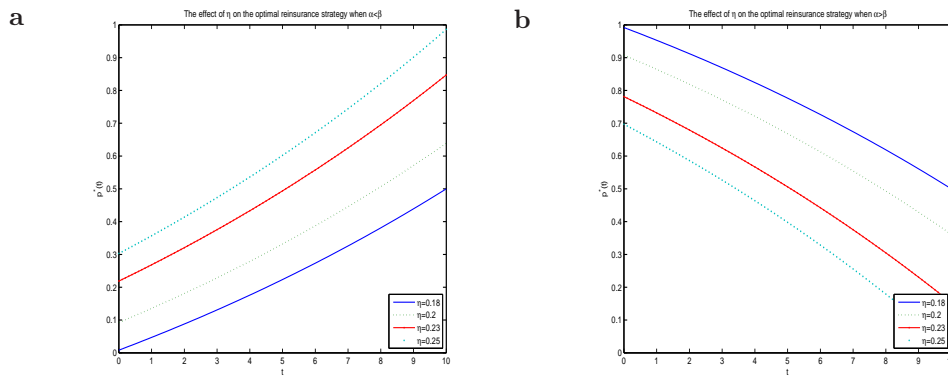 a
The effect of η on the optimal reinsurance strategy when α<β
1
0.9
0.8
0.7
0.6
0.5
0.4
0.3
0.2
0.1
0
p*(t)
0 1 2 3 4 5 6 7 8 9 10
t
η=0.18
η=0.2
η=0.23
η=0.25
b
The effect of η on the optimal reinsurance strategy when α>β
1
0.9
0.8
0.7
0.6
0.5
0.4
0.3
0.2
0.1
0
p*(t)
0 1 2 3 4 5 6 7 8 9 1
t
η=0.18
η=0.2
η=0.23
η=0.25